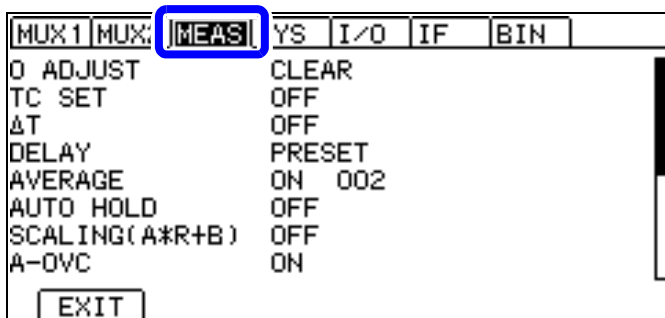 MUX1 MUX2 MEAS YS I/O IF BIN
0 ADJUST CLEAR
TC SET OFF
ΔT OFF
DELAY PRESET
AVERAGE ON 002
AUTO HOLD OFF
SCALING(A*R+B) OFF
A-OVC ON
EXIT